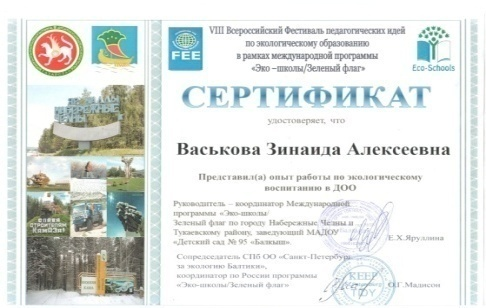 VIII Всероссийский Фестиваль педагогических идей
по экологическому образованию
в рамках международной программы
«Эко –школы/Зеленый флаг»
FEE
Eco-Schools
СЕРТИФИКАТ
удостоверяет, что
Васькова Зинаида Алексеевна
Представил(а) опыт работы по экологическому
воспитанию в ДОО
Руководитель – координатор Международной
программы «Эко-школы/
Зеленый флаг по городу Набережные Челны и
Тукаевскому району, заведующий МАДОУ
«Детский сад № 95 «Балкыш».
Е.Х.Яруллина
Сопредседатель СПб ОО «Санкт-Петербург
за экологию Балтики»,
координатор по России программы
«Эко-школы/Зеленый флаг»
О.Г.Мадисон
KEEP